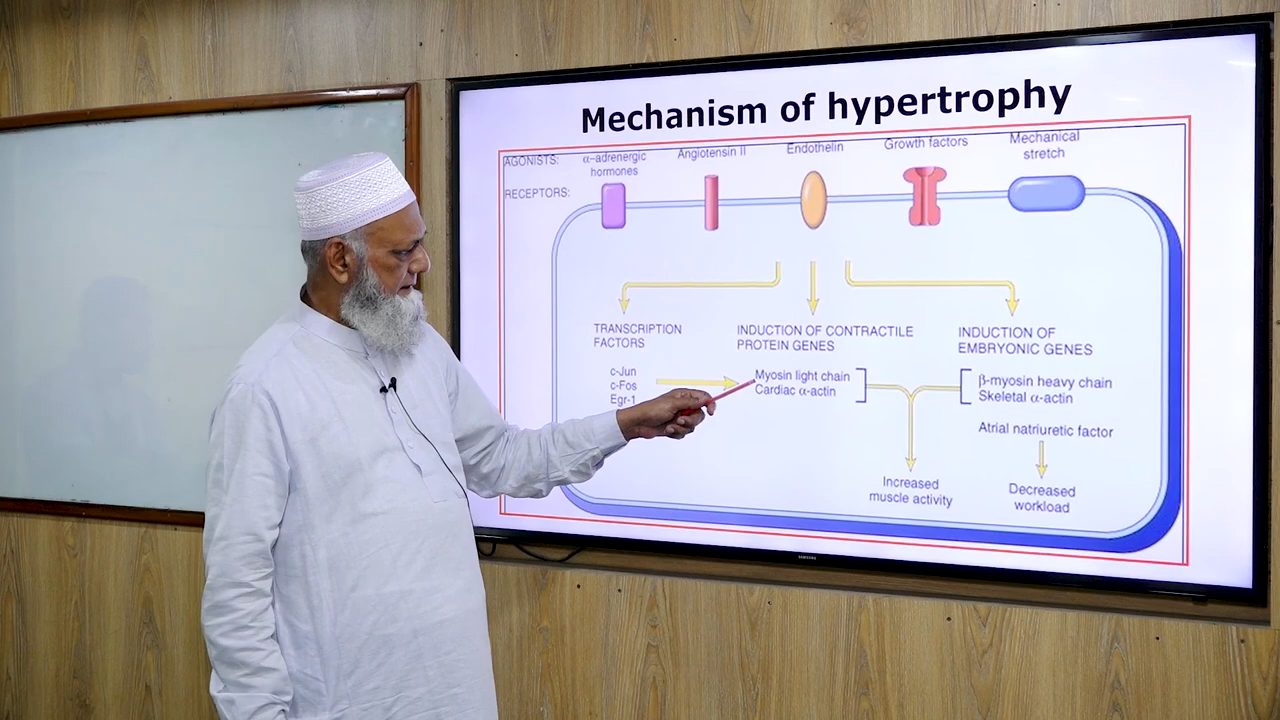 Mechanism of hypertrophy
AGONISTS:
α–adrenergic
hormones
Angiotensin II
Endothelin
Growth factors
Mechanical
stretch
RECEPTORS:
TRANSCRIPTION
FACTORS
INDUCTION OF CONTRACTILE
PROTEIN GENES
INDUCTION OF
EMBRYONIC GENES
c-Jun
c-Fos
Egr-1
Myosin light chain
Cardiac α-actin
β-myosin heavy chain
Skeletal α-actin
Atrial natriuretic factor
Increased
muscle activity
Decreased
workload
SAMSUNG